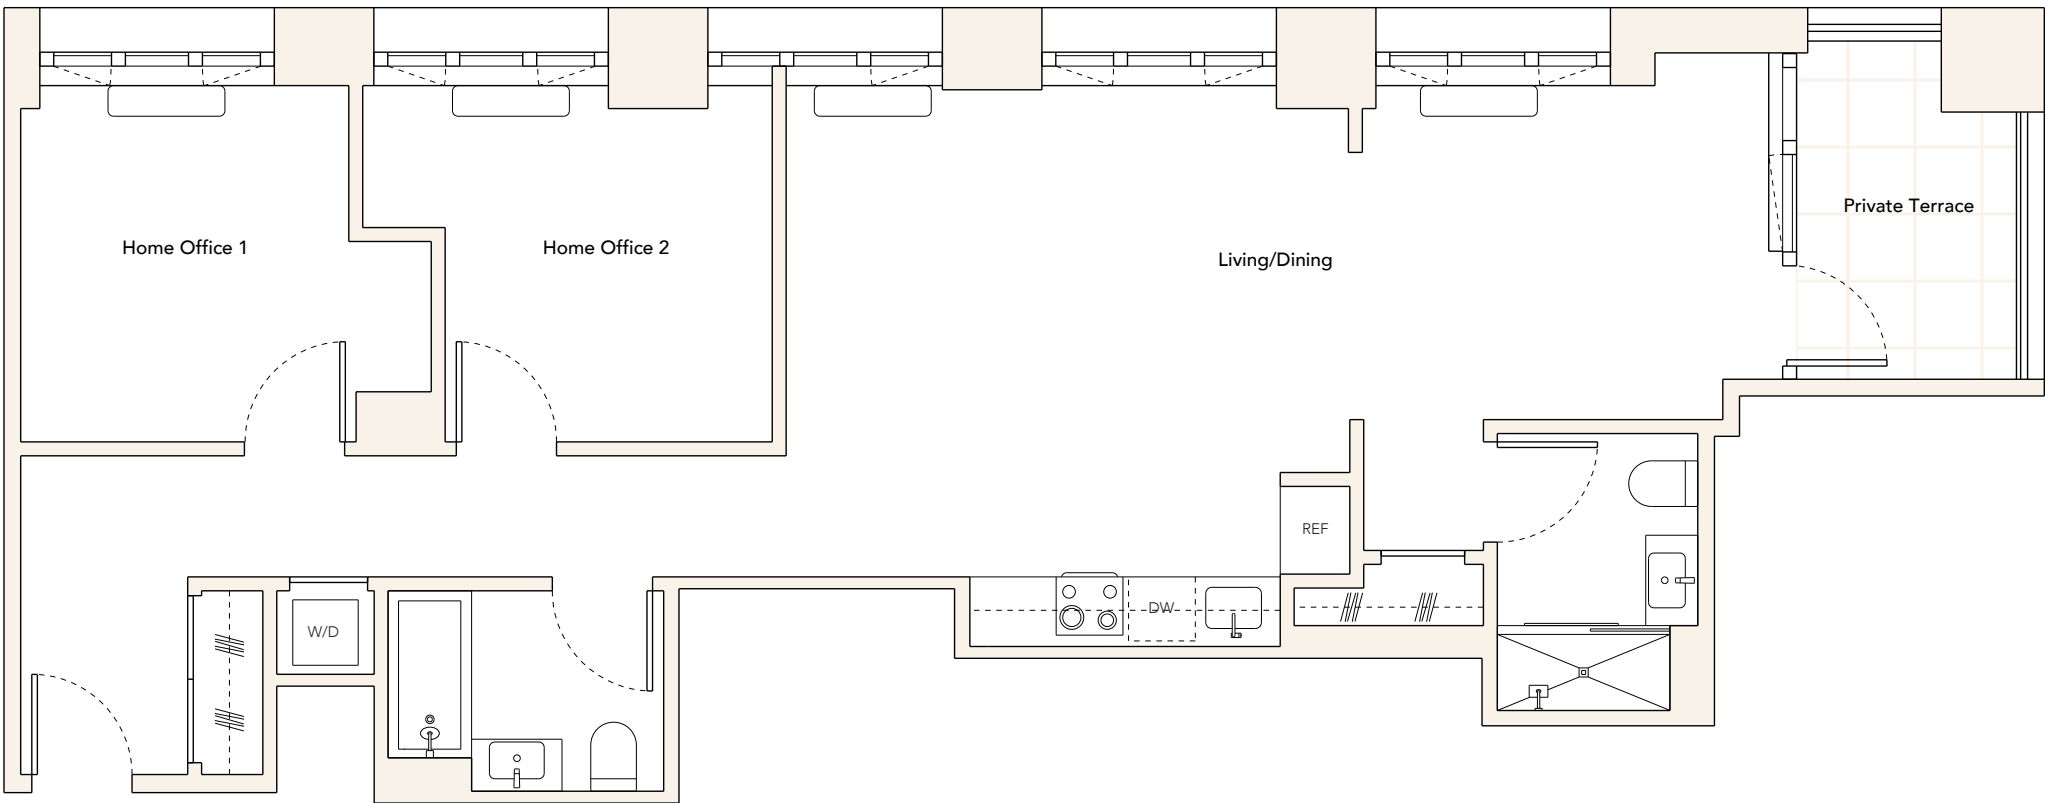 Private Terrace
Home Office 1
Home Office 2
Living/Dining
REF
DW
W/D